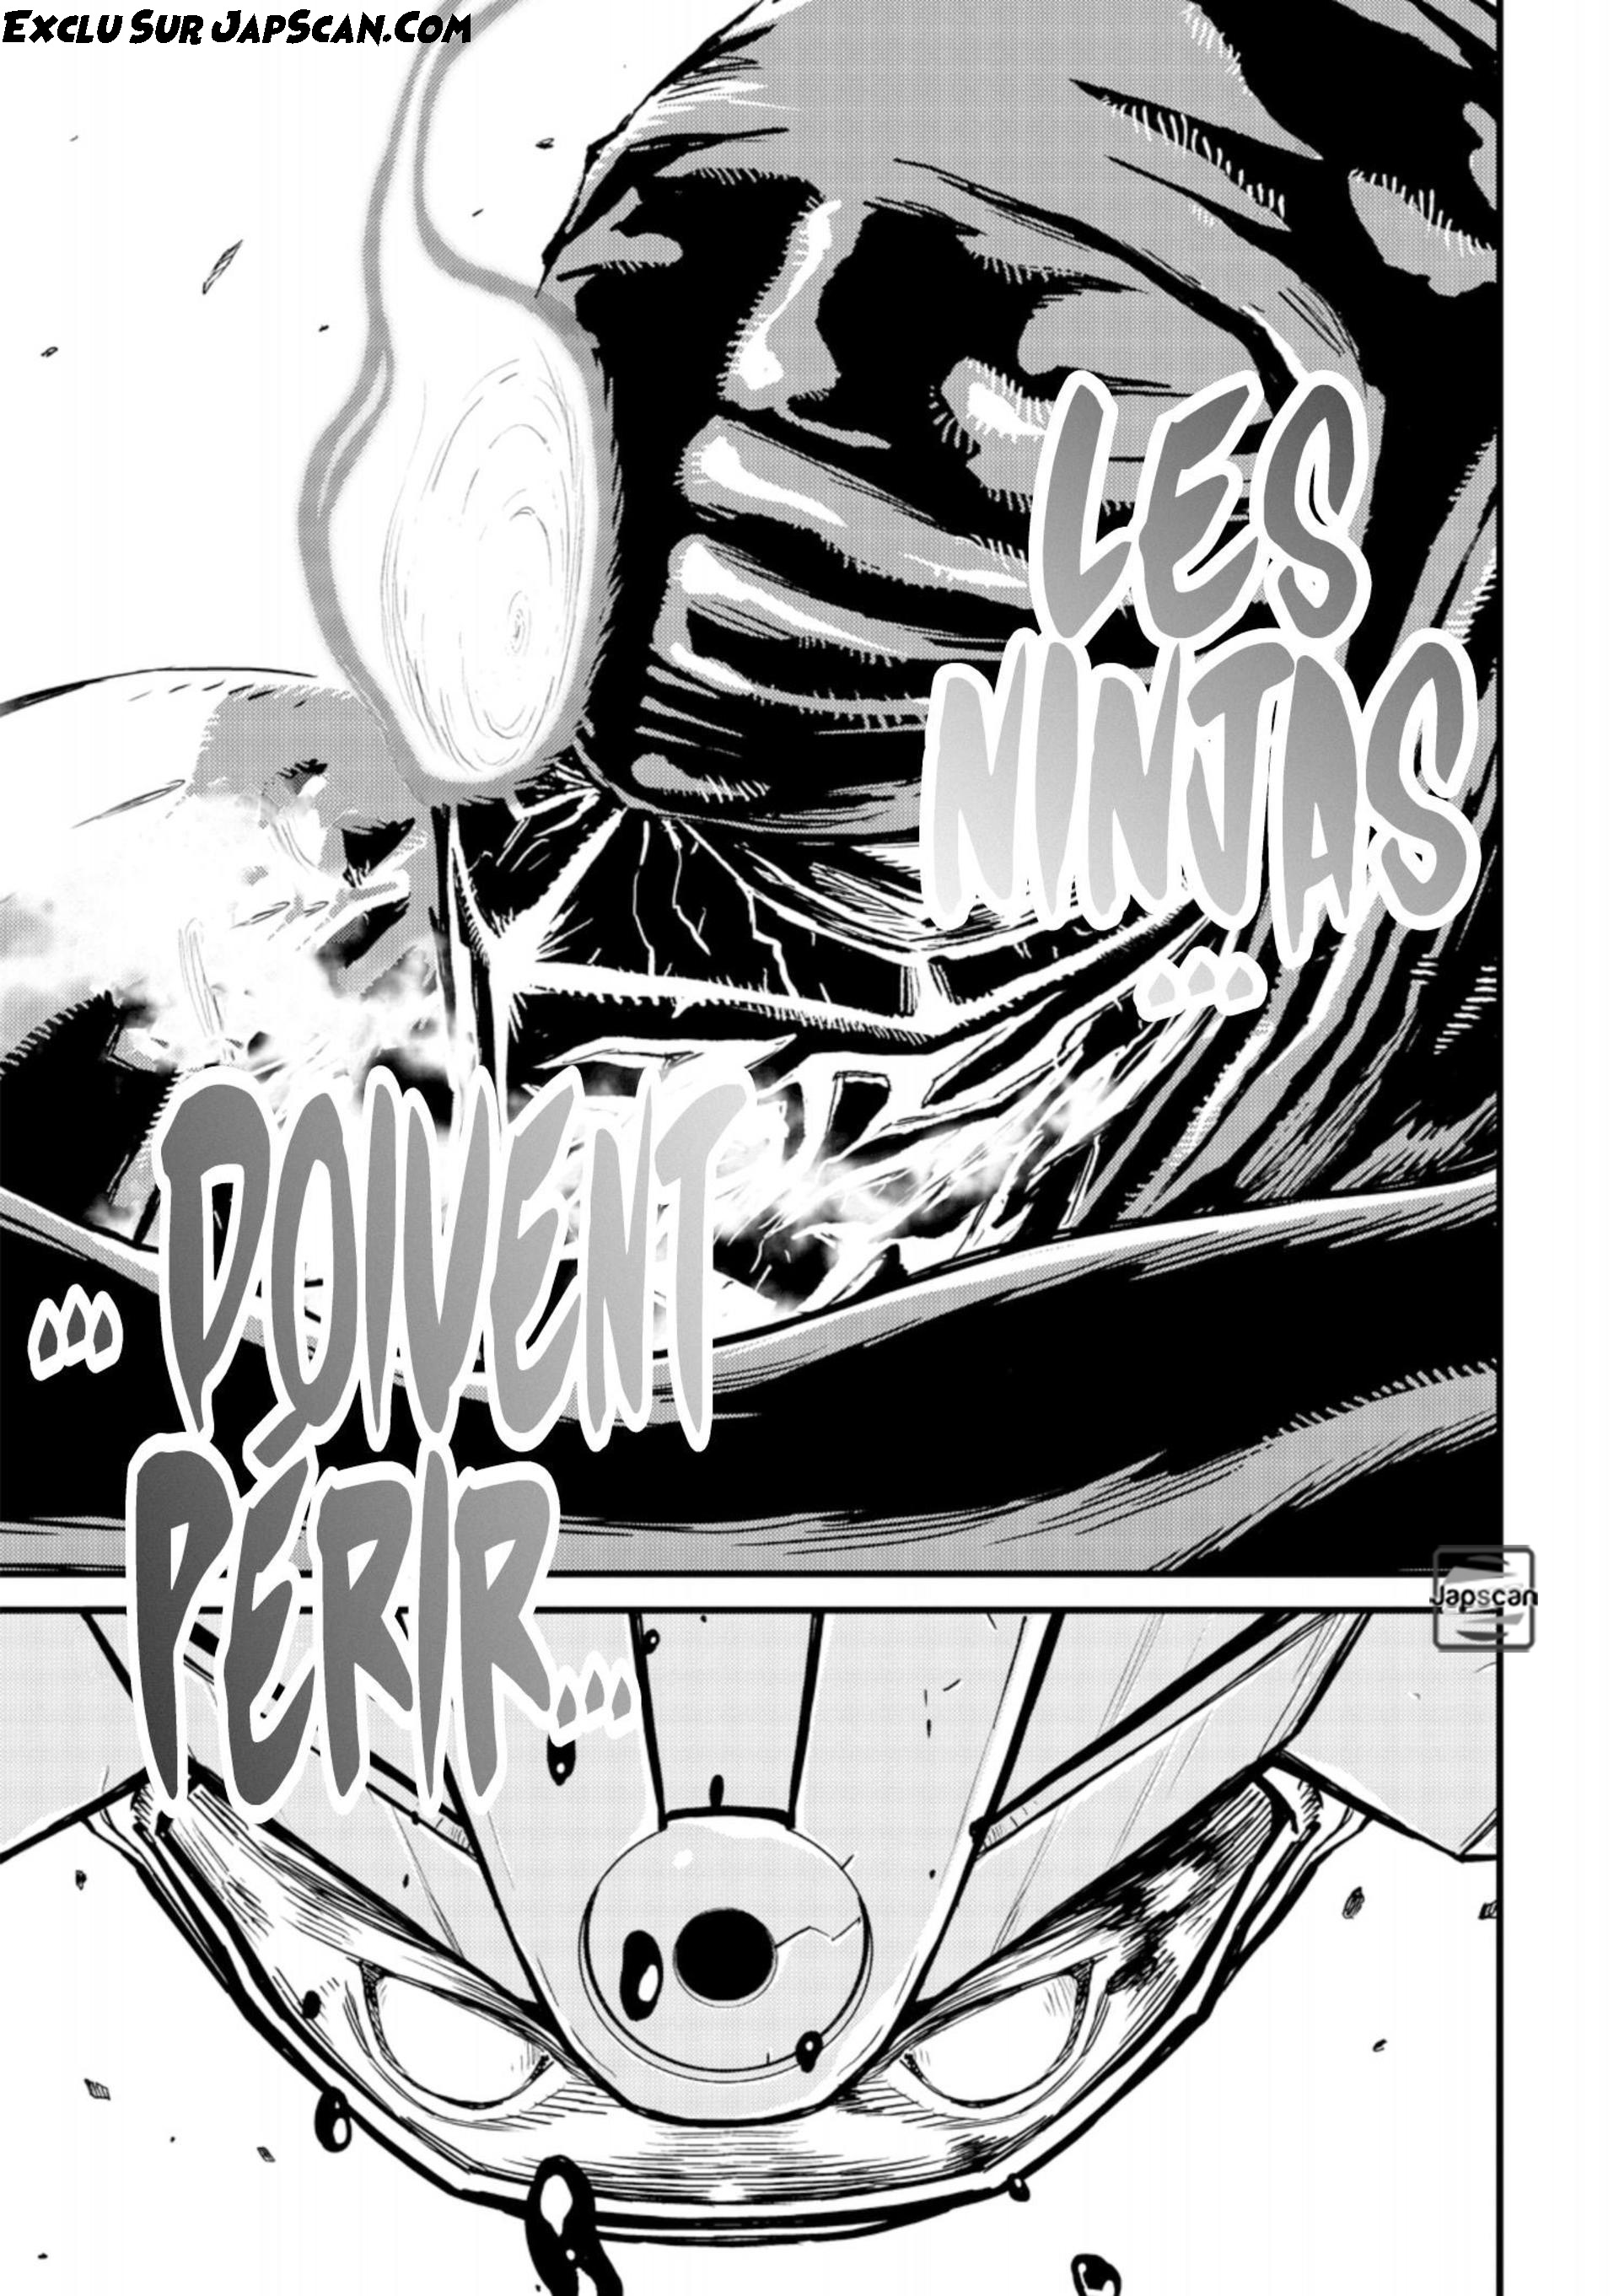 EXCLU SUR JAPSCAN.COM
LES
NINJAS
...
... DOIVENT
PÉRIR...
Japscan